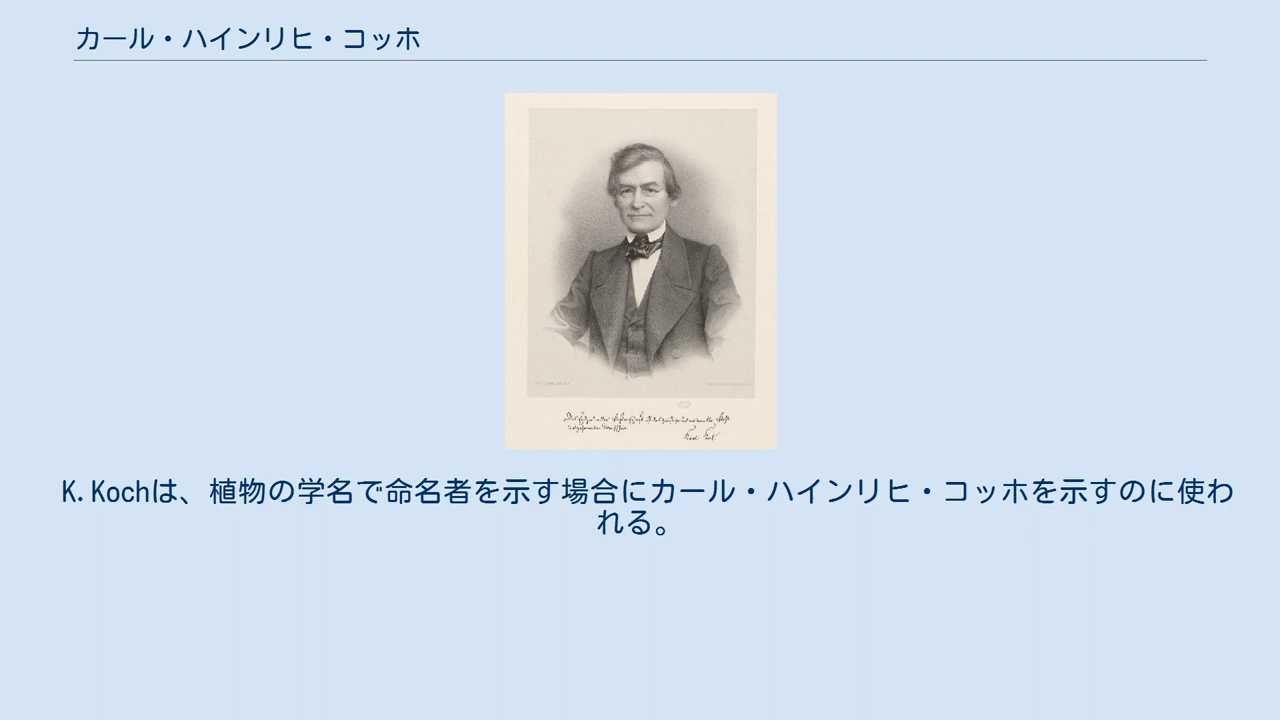 カール・ハインリヒ・コッホ
K. Kochは、植物の学名で命名者を示す場合にカール・ハインリヒ・コッホを示すのに使わ
れる。